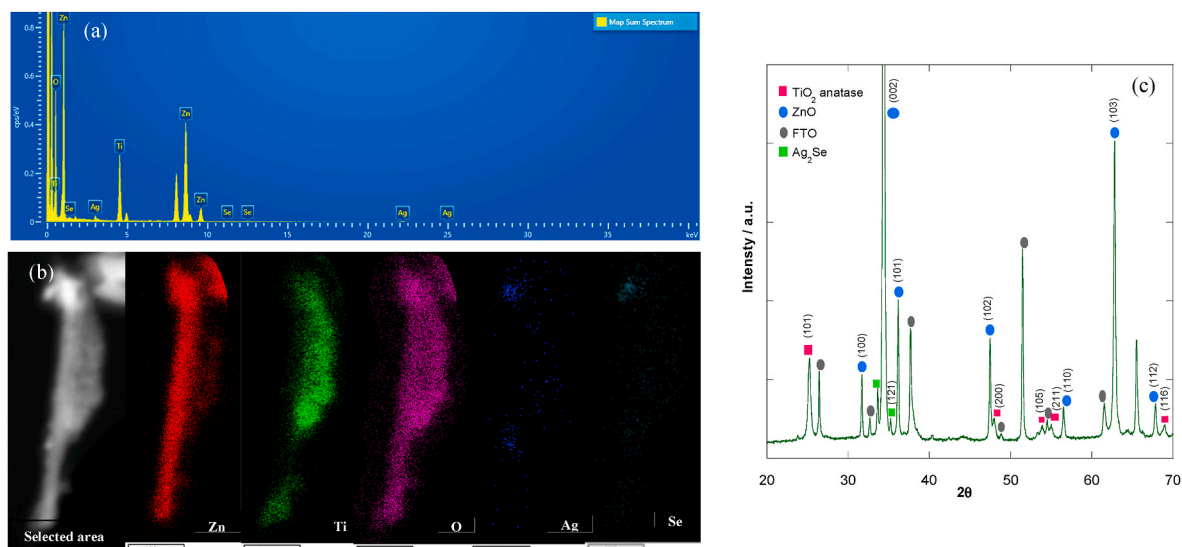 (a)
Map Sum Spectrum
cps/eV
0.8
0.6
0.4
0.2
0
Zn
O
Ti
Se
Ag
Ti
Zn
Zn
Se
Se
Ag
Ag
0 5 10 15 20 25 30 35 keV
(b)
Selected area
Zn
Ti
O
Ag
Se
(c)
TiO2 anatase
ZnO
FTO
Ag2Se
(101)
(100)
(002)
(121)
(101)
(102)
(200)
(105)
(211)
(110)
(103)
(112)
(116)
Intensty / a.u.
20 30 40 50 60 70
2θ